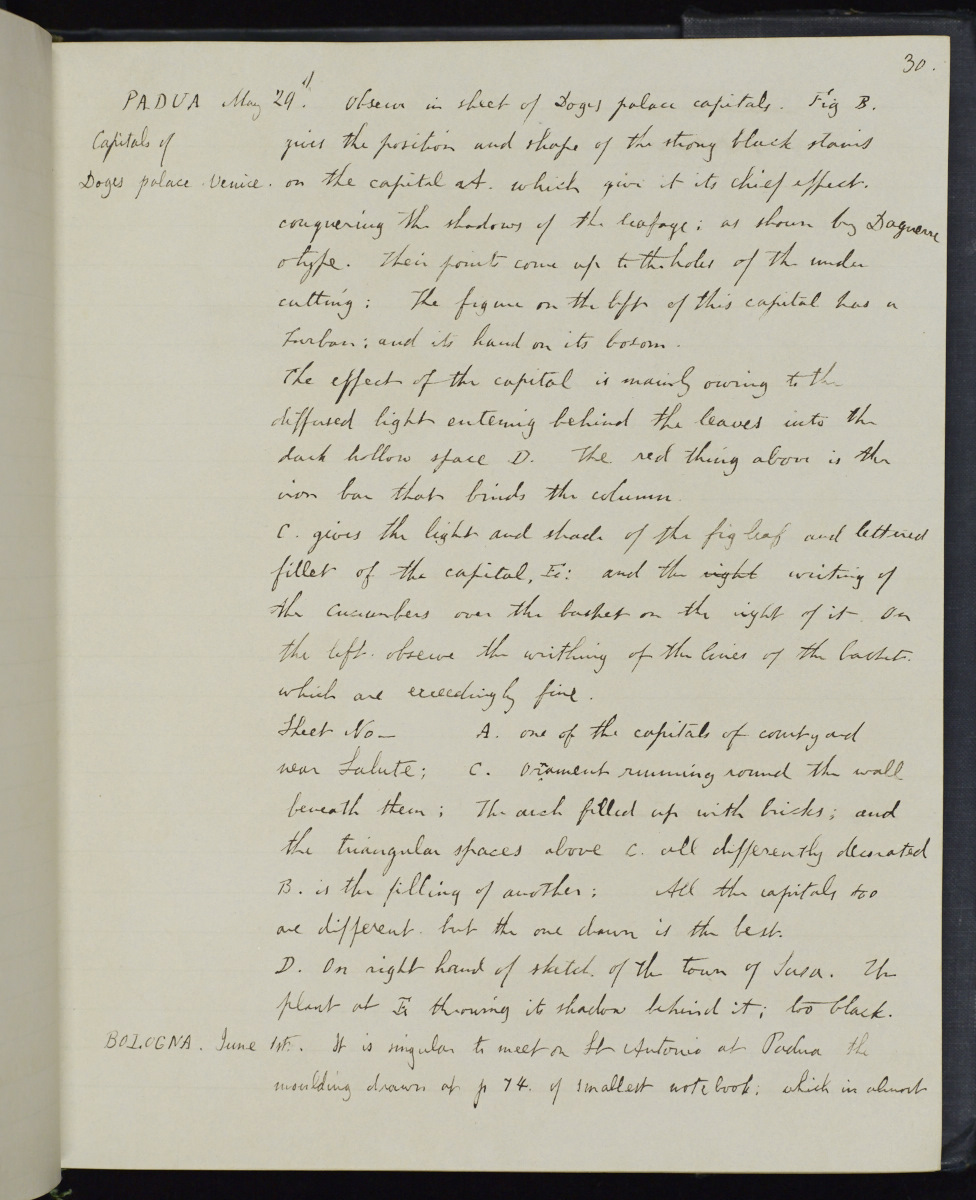 30.
PADUA May 29th. Observe in sheet of Doges palace capitals. Fig B.
Capitals of
gives the position and shape of the strong black stains
Doges palace. Venice.
on the capital at A. which give it its chief effect.
conquering the shadows of the leafage; as shown by Daguerre
otype. Their points come up to the holes of the under
cutting; The figure on the left of this capital has a
Turban; and its hand on its bosom.
The effect of the capital is mainly owing to the
diffused light entering behind the leaves into the
dark hollow space D. The red thing above is the
iron bar that binds the column
C. gives the light and shade of the fig leaf and lettered
fillet of the capital, E: and the right writing of
the cucumbers over the basket on the right of it. On
the left. observe the writhing of the lines of the basket.
which are exceedingly fine.
Sheet No — A. one of the capitals of courtyard
near Salute; C. Ornament running round the wall
beneath them; The arch filled up with bricks; and
the triangular spaces above C. all differently decorated
B. is the filling of another; All the capitals too
are different. but the one drawn is the best.
D. On right hand of sketch. of the town of Susa. The
plant at E throwing its shadow behind it; too black.
BOLOGNA. June 1st. It is singular to meet on St Antonio at Padua the
moulding drawn at p 74. of smallest note book; which in almost